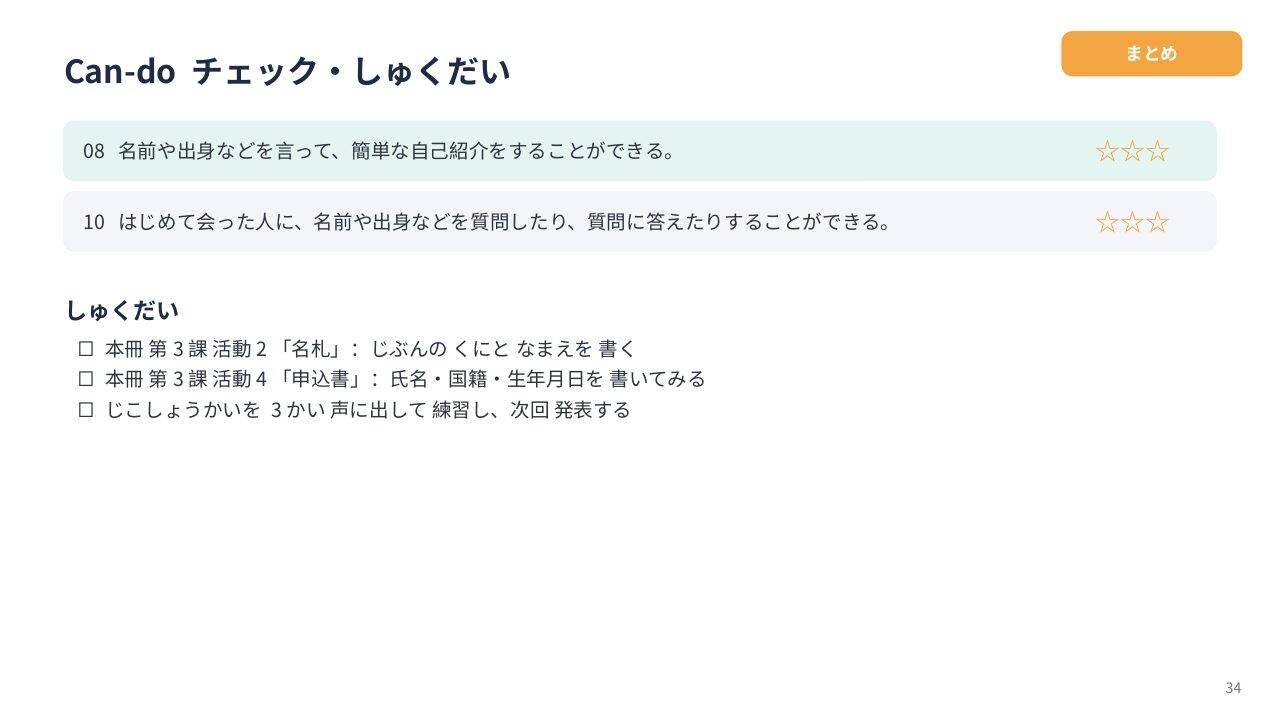 Can-do チェック・しゅくだい
まとめ
08 名前や出身などを言って、簡単な自己紹介をすることができる。 ☆☆☆
10 はじめて会った人に、名前や出身などを質問したり、質問に答えたりすることができる。 ☆☆☆
しゅくだい
☐ 本冊 第 3 課 活動 2 「名札」： じぶんの くにと なまえを 書く
☐ 本冊 第 3 課 活動 4 「申込書」： 氏名・国籍・生年月日を 書いてみる
☐ じこしょうかいを 3 かい 声に出して 練習し、次回 発表する
34